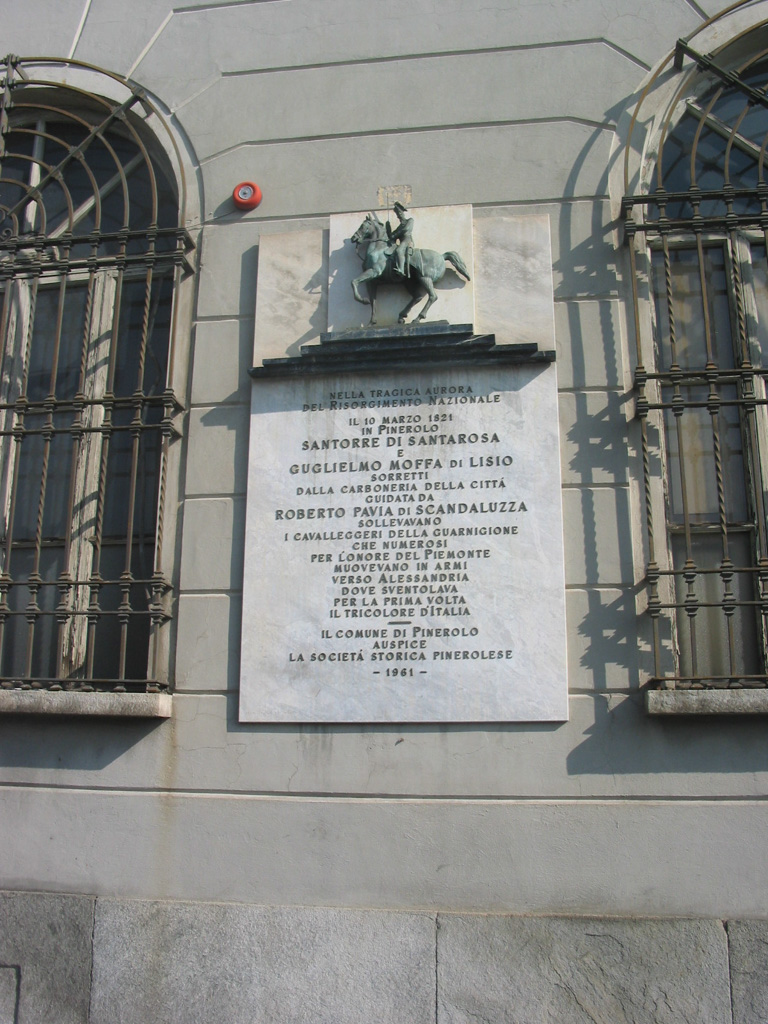 NELLA TRAGICA AURORA
DEL RISORGIMENTO NAZIONALE
IL 10 MARZO 1821
IN PINEROLO
SANTORRE DI SANTAROSA
E
GUGLIELMO MOFFA DI LISIO
SORRETTI
DALLA CARBONERIA DELLA CITTÁ
GUIDATA DA
ROBERTO PAVIA DI SCANDALUZZA
SOLLEVAVANO
I CAVALLEGGERI DELLA GUARNIGIONE
CHE NUMEROSI
PER L'ONORE DEL PIEMONTE
MUOVEVANO IN ARMI
VERSO ALESSANDRIA
DOVE SVENTOLAVA
PER LA PRIMA VOLTA
IL TRICOLORE D'ITALIA
—
IL COMUNE DI PINEROLO
AUSPICE
LA SOCIETÁ STORICA PINEROLESE
- 1961 -